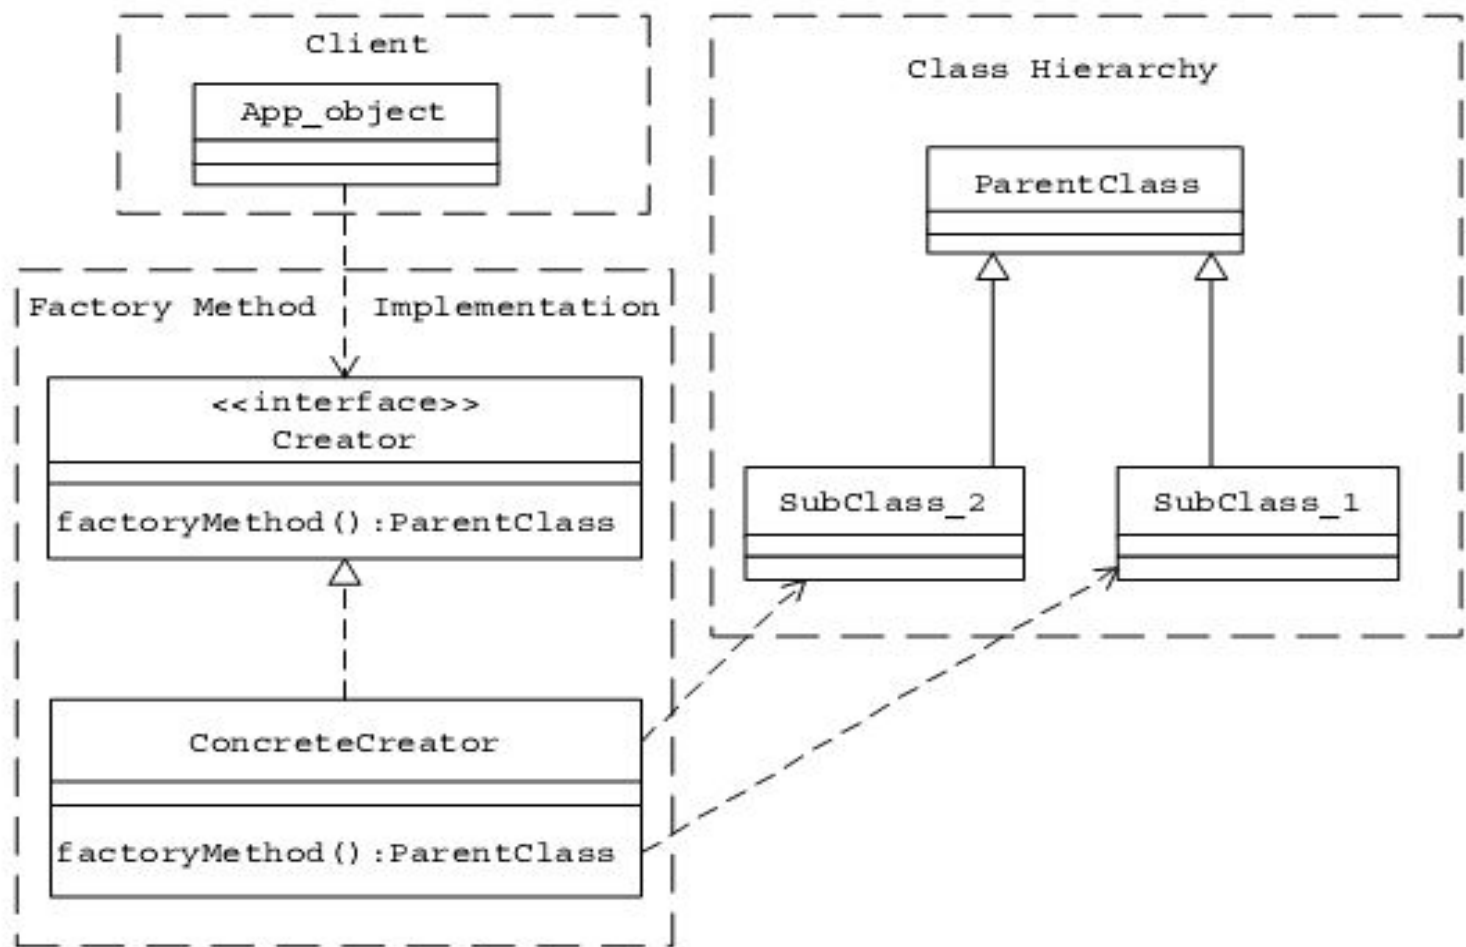 Client
App_object
Class Hierarchy
ParentClass
Factory Method Implementation
<<interface>>
Creator
factoryMethod():ParentClass
SubClass_2
SubClass_1
ConcreteCreator
factoryMethod():ParentClass